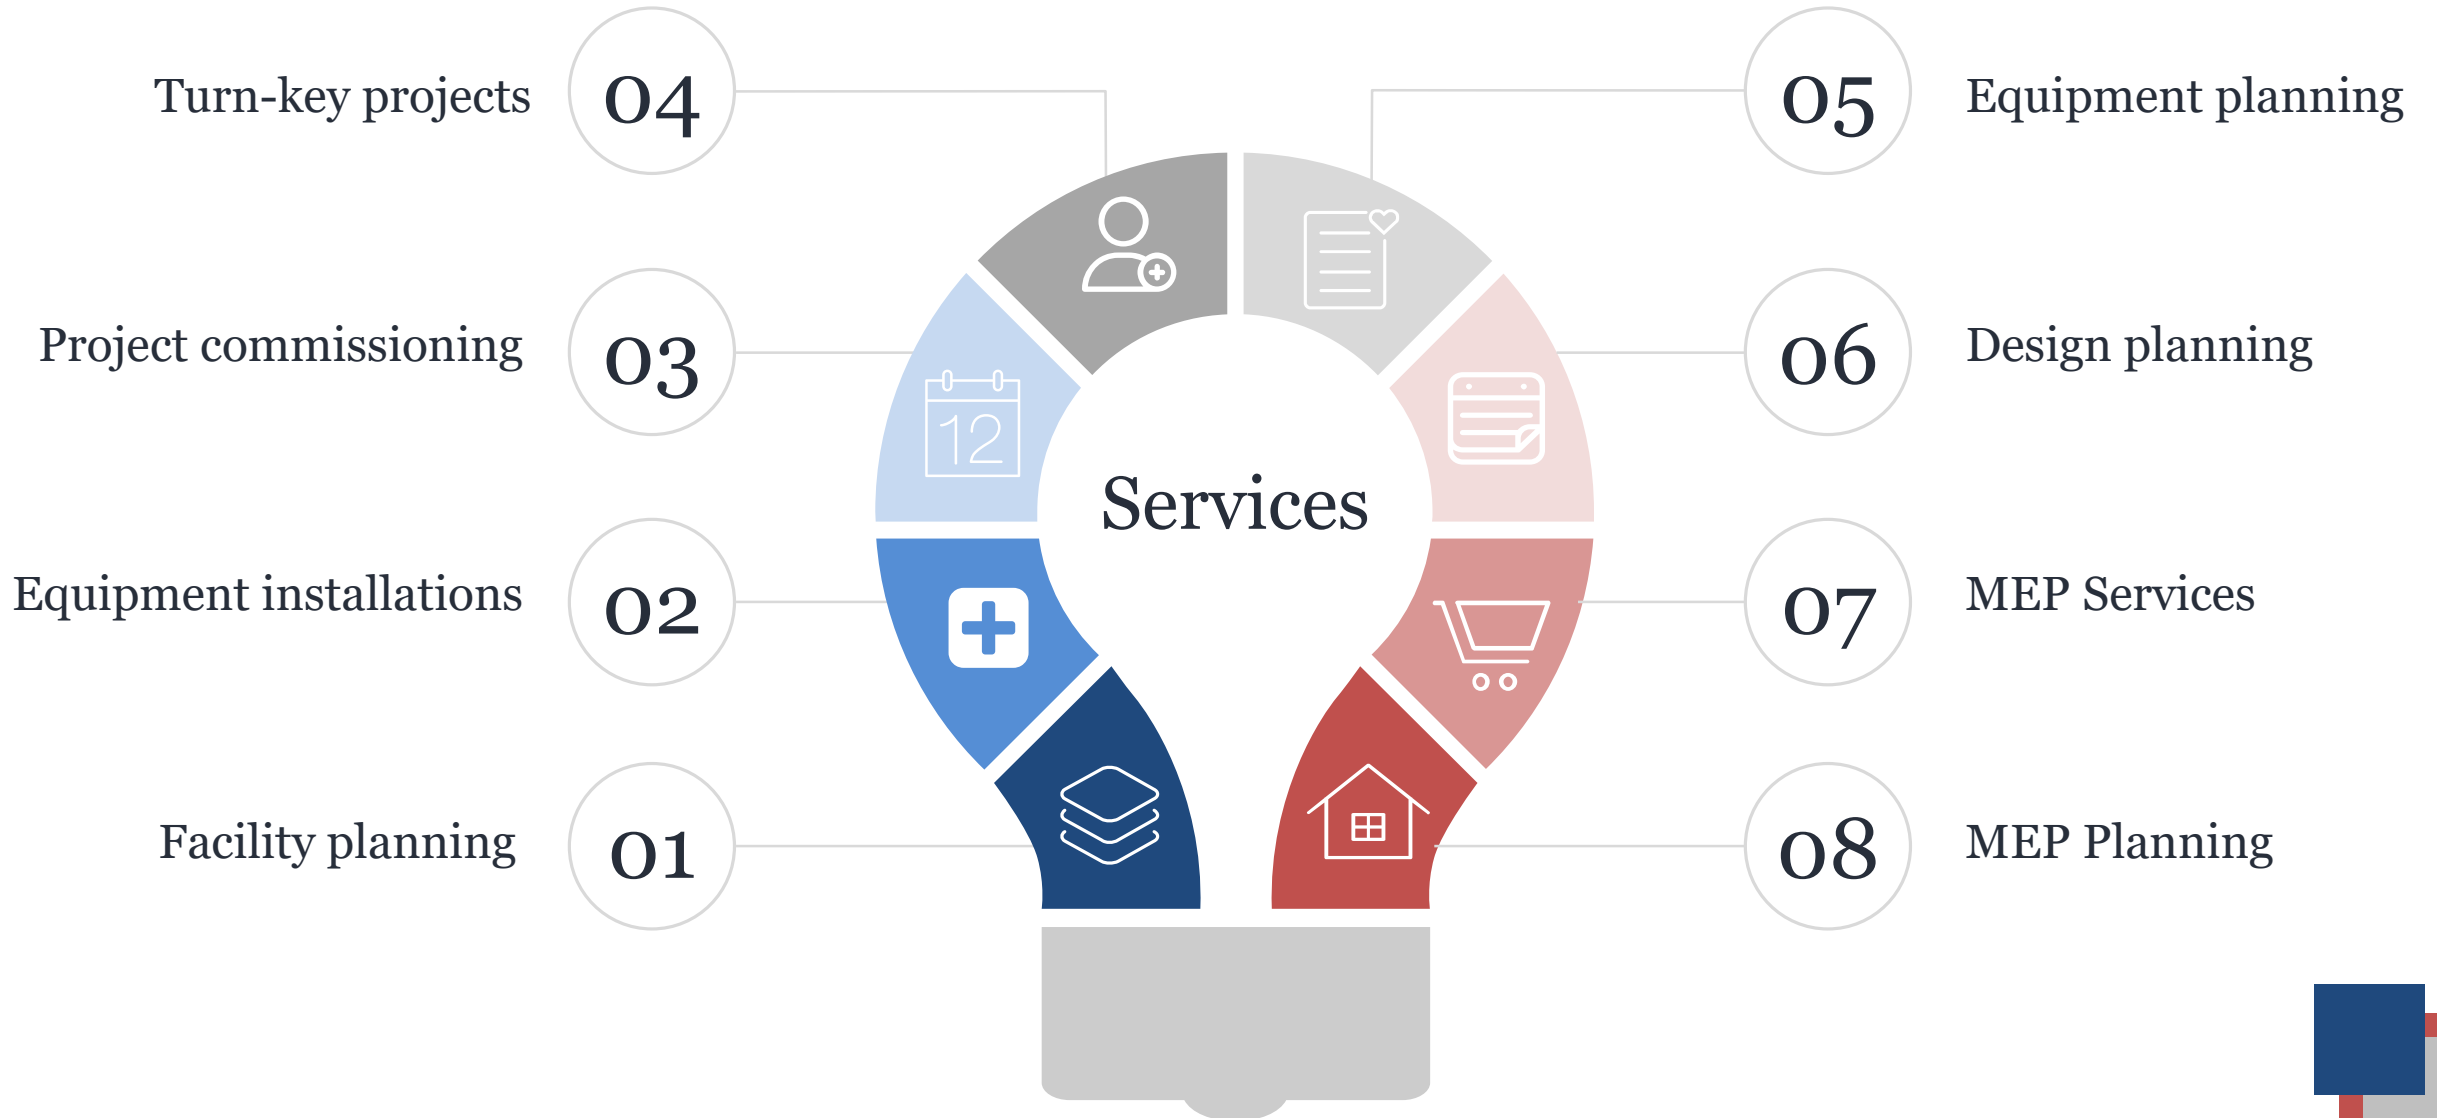 04
Turn-key projects
05
Equipment planning
03
Project commissioning
06
Design planning
12
Services
02
Equipment installations
07
MEP Services
01
Facility planning
08
MEP Planning